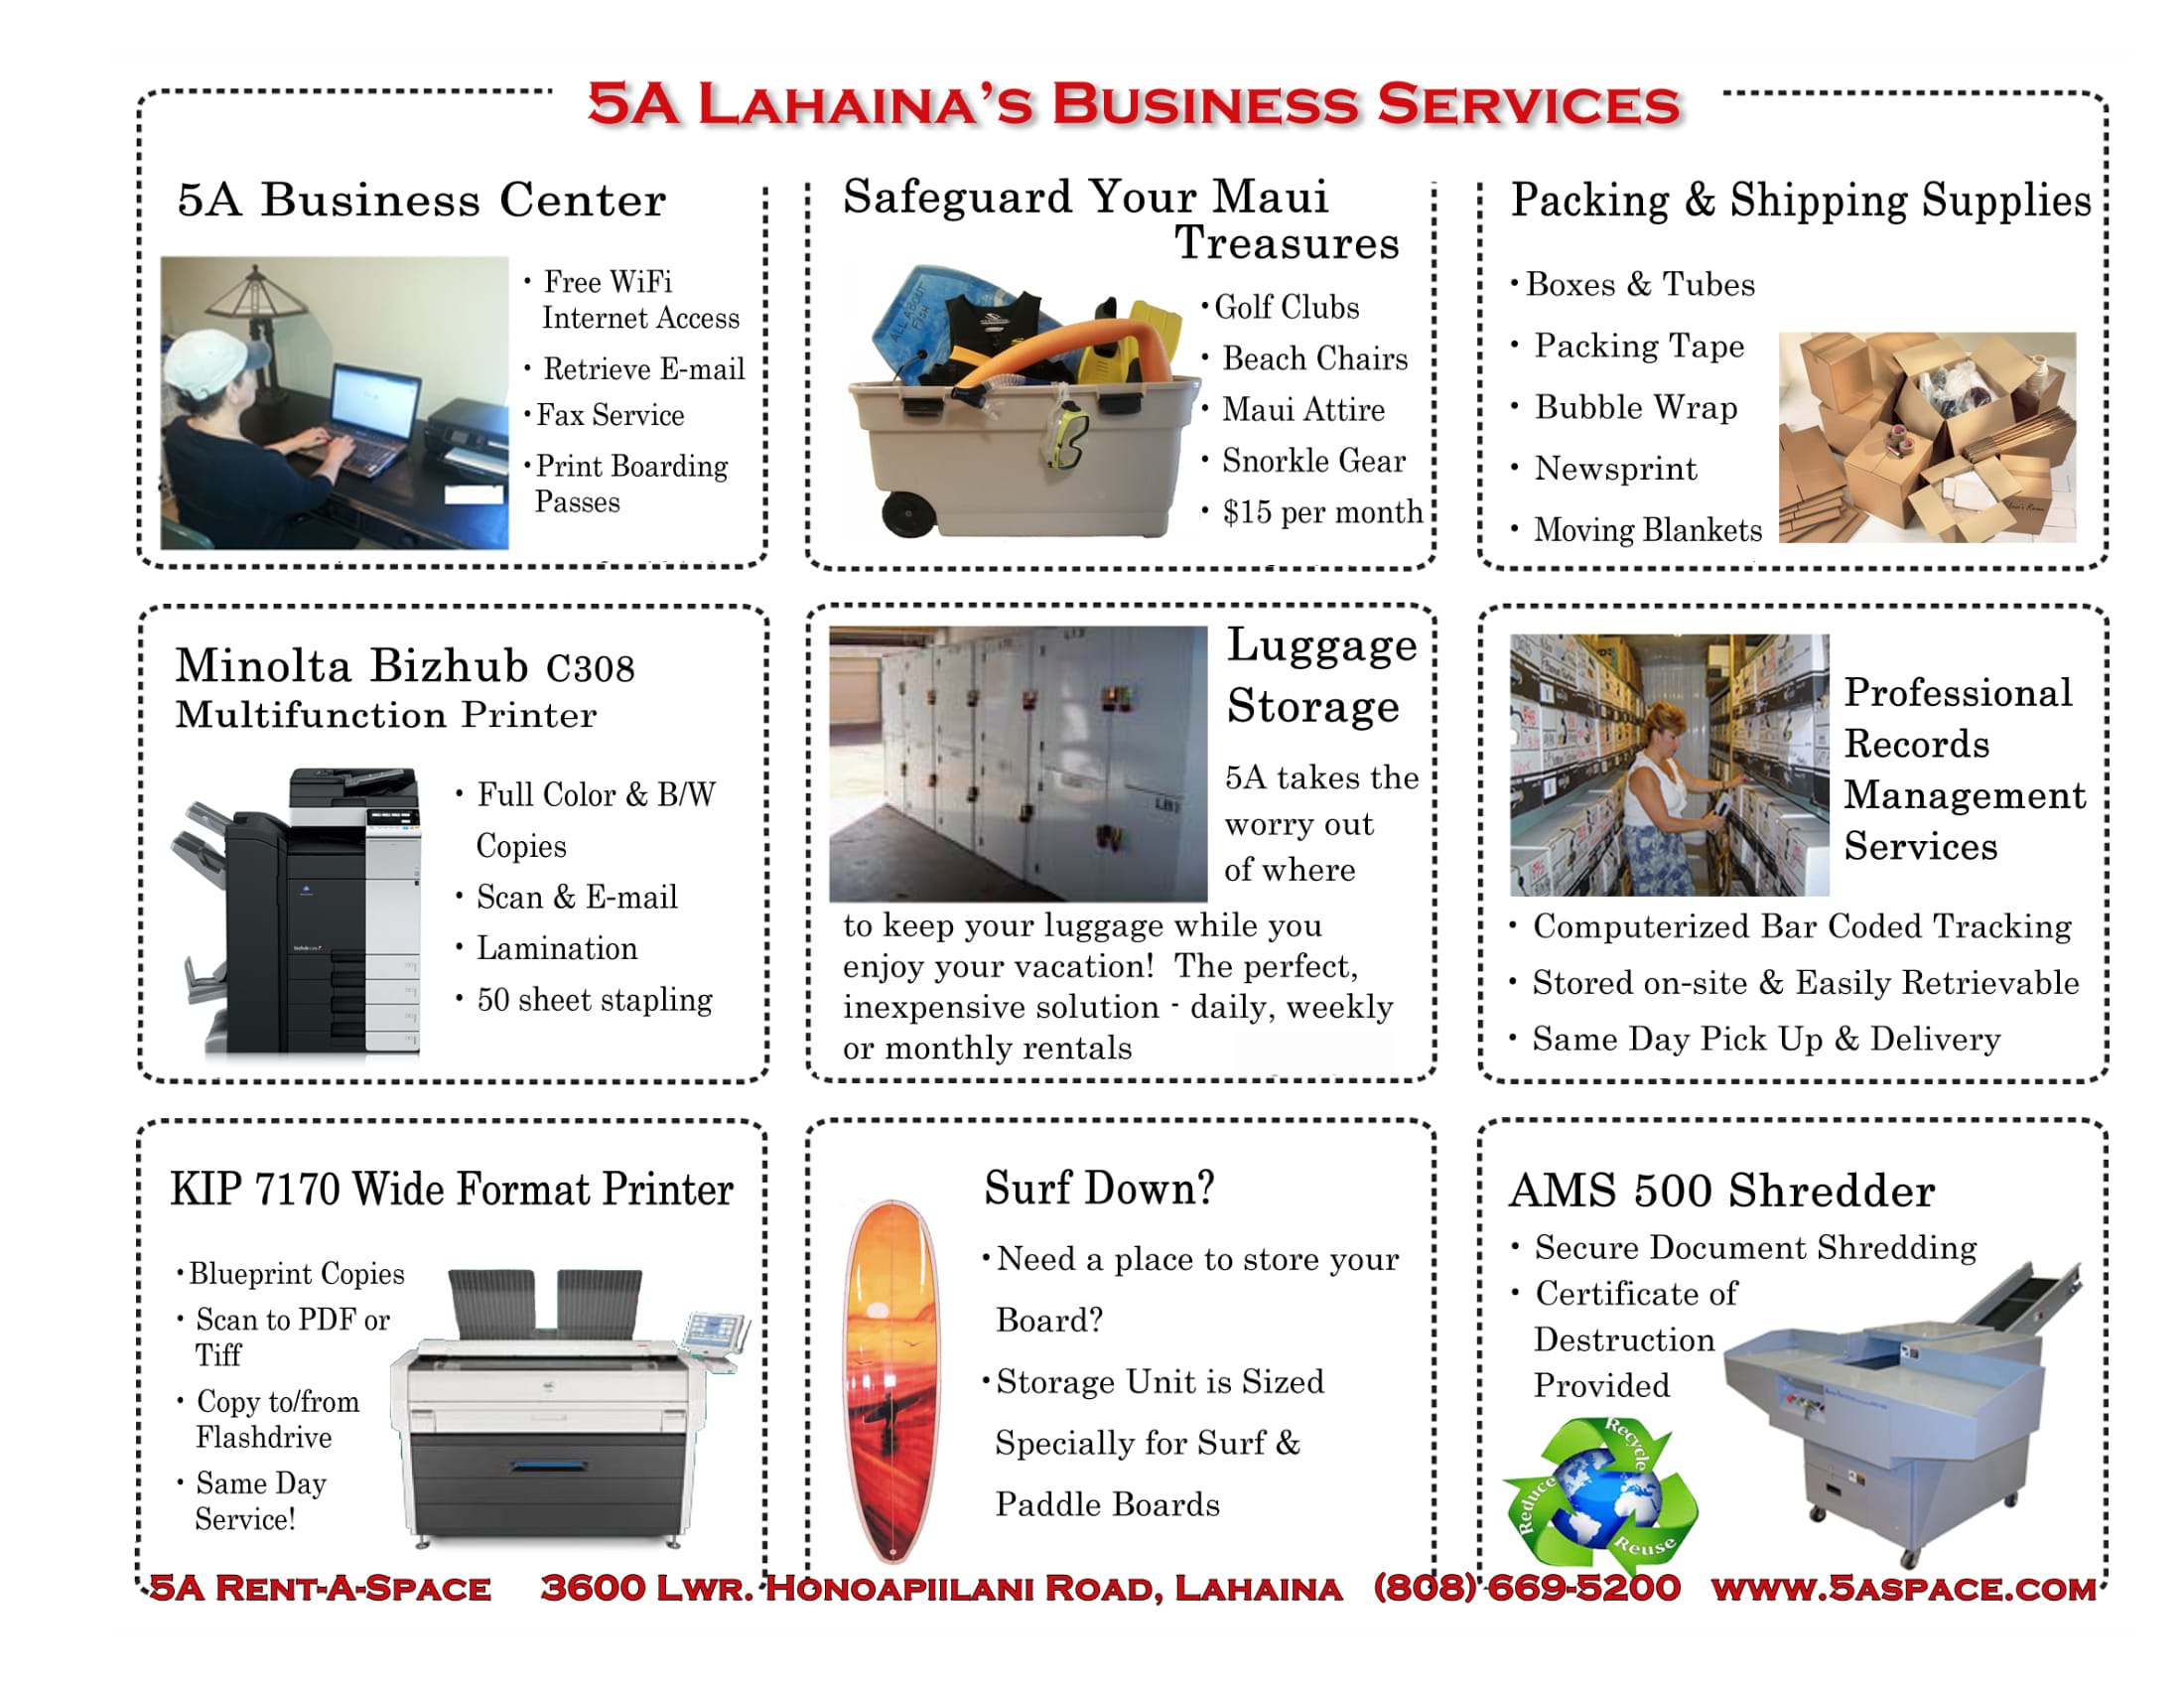 5A Lahaina's Business Services
5A Business Center
• Free WiFi
Internet Access
• Retrieve E-mail
• Fax Service
• Print Boarding
Passes
Safeguard Your Maui
Treasures
ALL ABOUT
FISH
• Golf Clubs
• Beach Chairs
• Maui Attire
• Snorkle Gear
• $15 per month
Packing & Shipping Supplies
• Boxes & Tubes
• Packing Tape
• Bubble Wrap
• Newsprint
• Moving Blankets
Minolta Bizhub C308
Multifunction Printer
• Full Color & B/W
Copies
• Scan & E-mail
• Lamination
• 50 sheet stapling
Luggage
Storage
5A takes the
worry out
of where
to keep your luggage while you
enjoy your vacation! The perfect,
inexpensive solution - daily, weekly
or monthly rentals
Professional
Records
Management
Services
• Computerized Bar Coded Tracking
• Stored on-site & Easily Retrievable
• Same Day Pick Up & Delivery
KIP 7170 Wide Format Printer
• Blueprint Copies
• Scan to PDF or
Tiff
• Copy to/from
Flashdrive
• Same Day
Service!
Surf Down?
• Need a place to store your
Board?
• Storage Unit is Sized
Specially for Surf &
Paddle Boards
AMS 500 Shredder
• Secure Document Shredding
• Certificate of
Destruction
Provided
Recycle
Reduce
Reuse
5A Rent-A-Space 3600 Lwr. Honoapiilani Road, Lahaina (808) 669-5200 www.5aspace.com